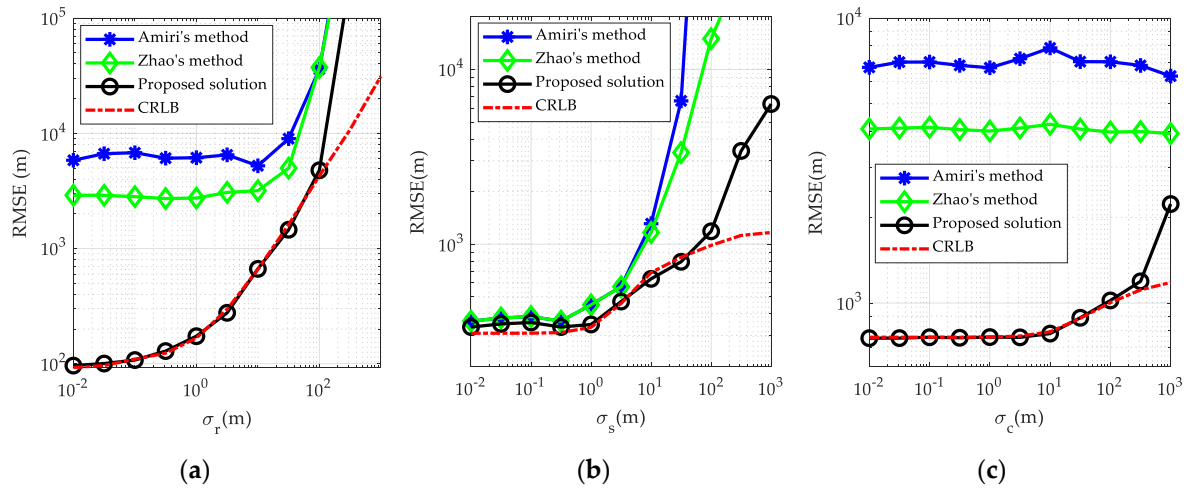 10^5
10^4
10^3
10^2
RMSE (m)
Amiri's method
Zhao's method
Proposed solution
CRLB
10^-2 10^0 10^2
σ_r(m)
(a)
10^4
10^3
RMSE(m)
Amiri's method
Zhao's method
Proposed solution
CRLB
10^-2 10^-1 10^0 10^1 10^2 10^3
σ_s(m)
(b)
10^4
10^3
RMSE(m)
Amiri's method
Zhao's method
Proposed solution
CRLB
10^-2 10^-1 10^0 10^1 10^2 10^3
σ_c(m)
(c)